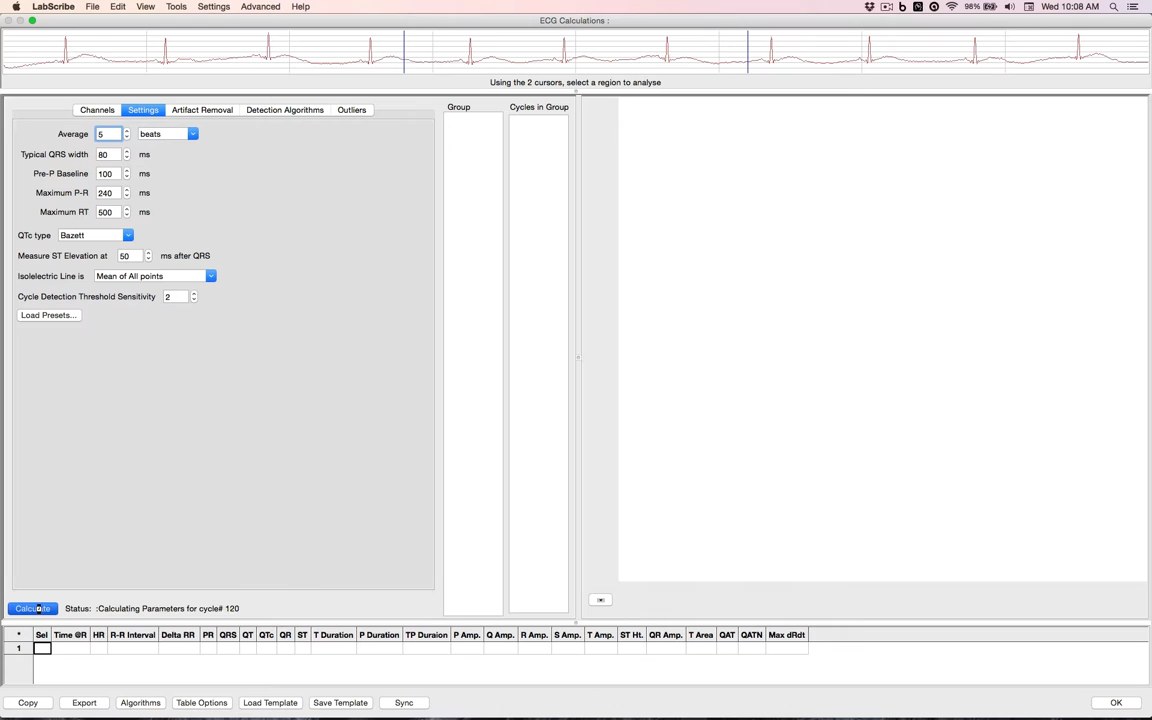 LabScribe File Edit View Tools Settings Advanced Help 98% Wed 10:08 AM
ECG Calculations :
Using the 2 cursors, select a region to analyse
Channels Settings Artifact Removal Detection Algorithms Outliers
Group Cycles in Group
Average 5 beats
Typical QRS width 80 ms
Pre-P Baseline 100 ms
Maximum P-R 240 ms
Maximum RT 500 ms
QTc type Bazett
Measure ST Elevation at 50 ms after QRS
Isolelectric Line is Mean of All points
Cycle Detection Threshold Sensitivity 2
Load Presets...
Calculate Status: :Calculating Parameters for cycle# 120
* Sel Time @R HR R-R Interval Delta RR PR QRS QT QTc QR ST T Duration P Duration TP Duraion P Amp. Q Amp. R Amp. S Amp. T Amp. ST Ht. QR Amp. T Area QAT QATN Max dRdt
1
Copy Export Algorithms Table Options Load Template Save Template Sync OK